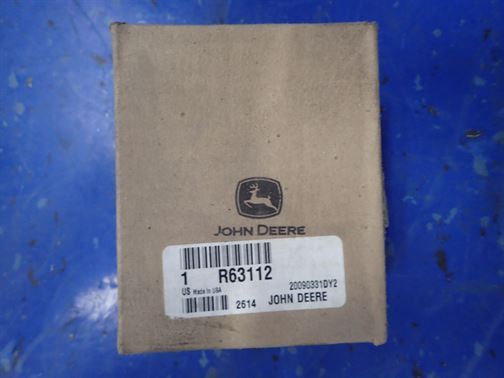 JOHN DEERE
1 R63112
US Made In USA 20090331DY2
2614 JOHN DEERE